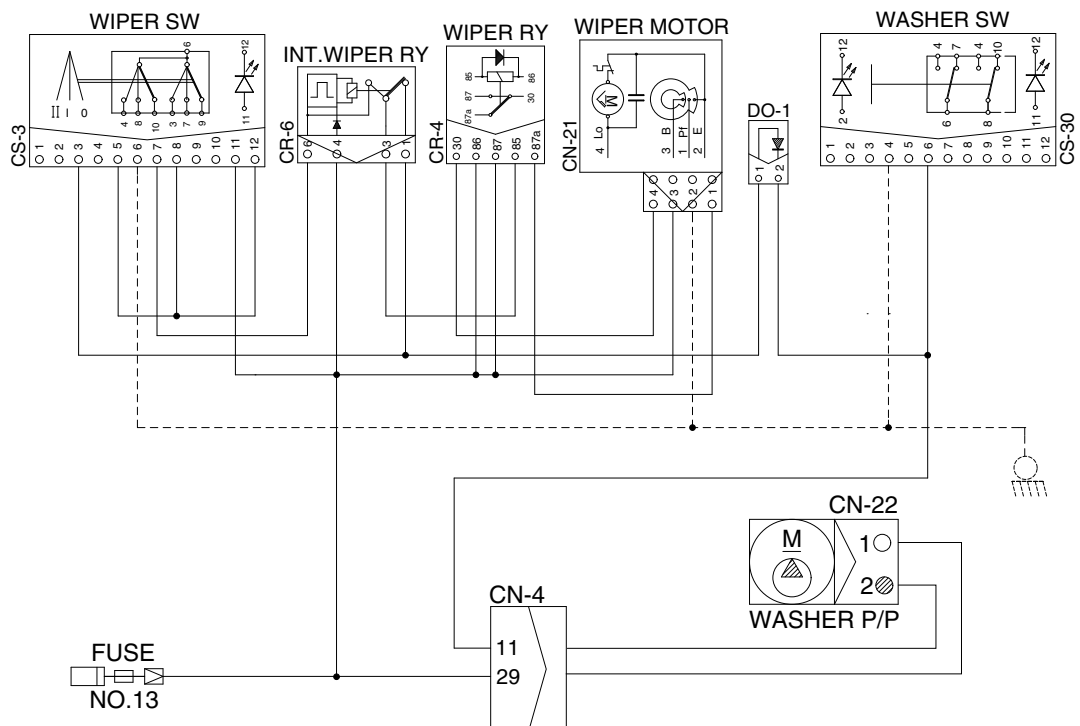 WIPER SW
INT.WIPER RY
WIPER RY
WIPER MOTOR
WASHER SW
6
12
II I 0
4 8 10 3 7 9
11
CS-3
1 2 3 4 5 6 7 8 9 10 11 12
CR-6
6 4 3 1
85 86
87 30
87a
CR-4
30 86 87 85 87a
M
Lo B Pf E
4 3 1 2
CN-21
4 3 2 1
DO-1
1 2
12 4 7 4 10 12
2 6 8 11
CS-30
1 2 3 4 5 6 7 8 9 10 11 12
CN-22
M
1
2
WASHER P/P
CN-4
11
29
FUSE
NO.13